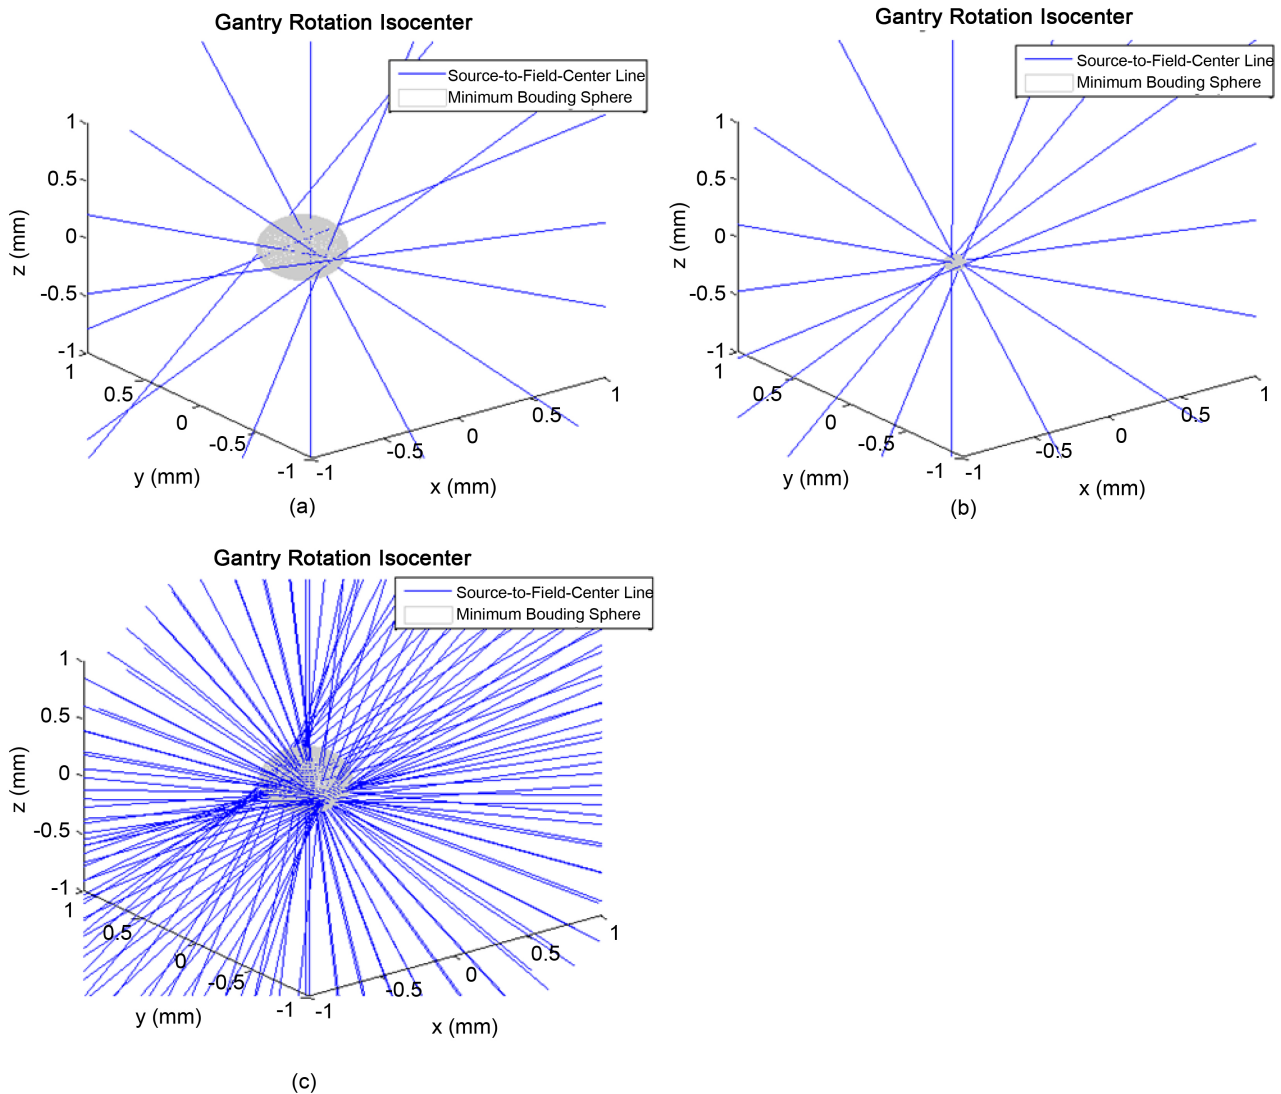 Gantry Rotation Isocenter
Source-to-Field-Center Line
Minimum Bouding Sphere
1
0.5
0
-0.5
-1
z (mm)
1
0.5
0
-0.5
-1
y (mm)
-1
-0.5
0
0.5
1
x (mm)
(a)
Gantry Rotation Isocenter
Source-to-Field-Center Line
Minimum Bouding Sphere
1
0.5
0
-0.5
-1
z (mm)
1
0.5
0
-0.5
-1
y (mm)
-1
-0.5
0
0.5
1
x (mm)
(b)
Gantry Rotation Isocenter
Source-to-Field-Center Line
Minimum Bouding Sphere
1
0.5
0
-0.5
-1
z (mm)
1
0.5
0
-0.5
-1
y (mm)
-1
-0.5
0
0.5
1
x (mm)
(c)